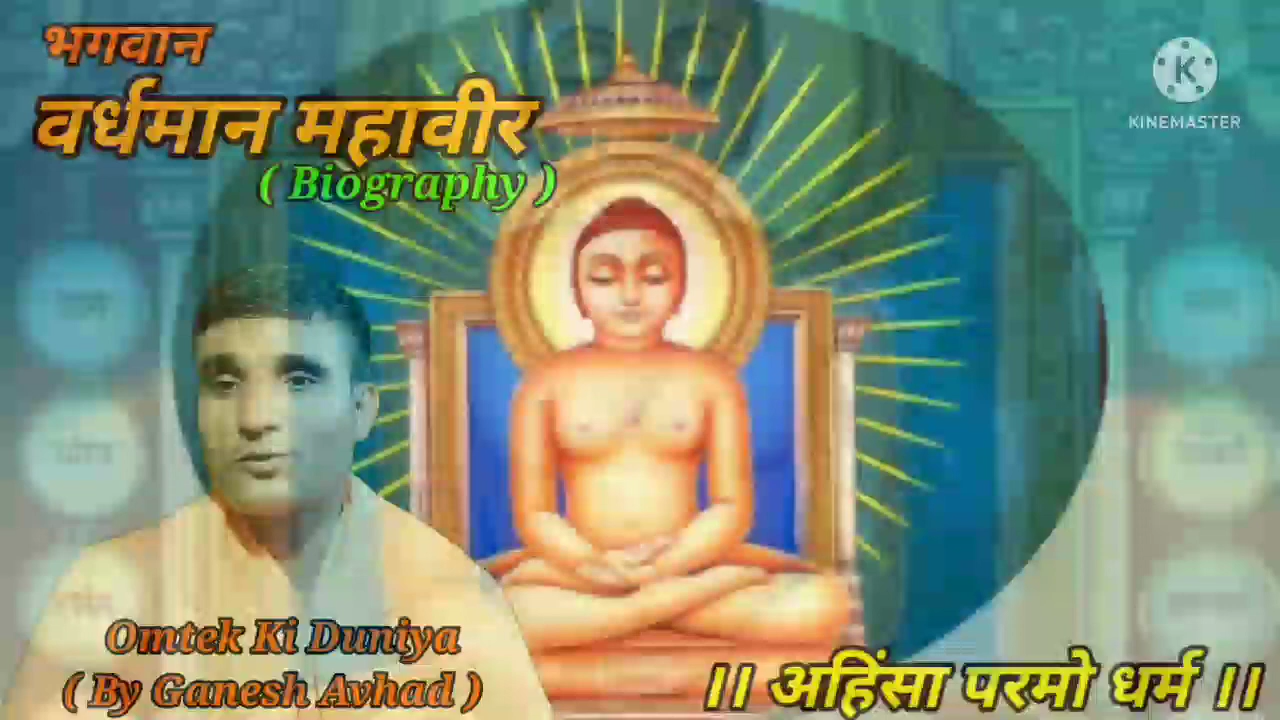 भगवान
वर्धमान महावीर
( Biography )
KINEMASTER
Omtek Ki Duniya
( By Ganesh Avhad )
।। अहिंसा परमो धर्म ।।